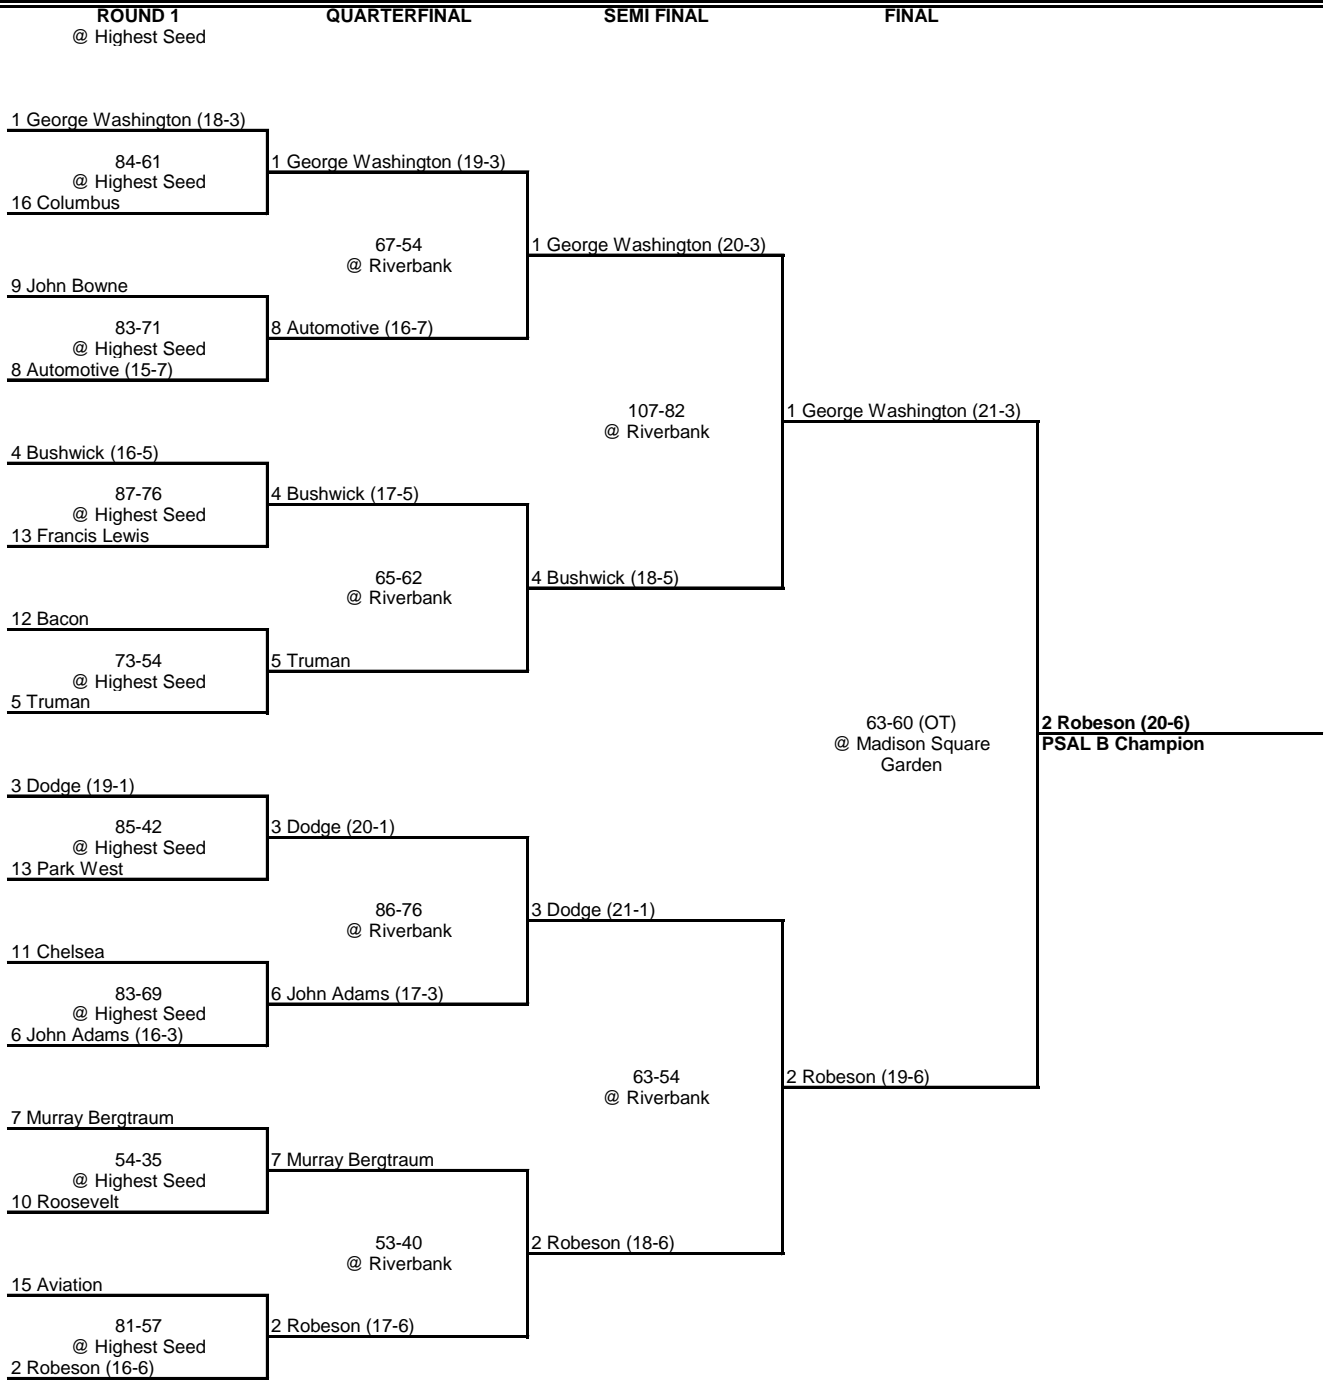 ROUND 1 QUARTERFINAL SEMI FINAL FINAL
@ Highest Seed
1 George Washington (18-3)
84-61
@ Highest Seed
1 George Washington (19-3)
16 Columbus
67-54
@ Riverbank
1 George Washington (20-3)
9 John Bowne
83-71
@ Highest Seed
8 Automotive (16-7)
8 Automotive (15-7)
107-82
@ Riverbank
1 George Washington (21-3)
4 Bushwick (16-5)
87-76
@ Highest Seed
4 Bushwick (17-5)
13 Francis Lewis
65-62
@ Riverbank
4 Bushwick (18-5)
12 Bacon
73-54
@ Highest Seed
5 Truman
5 Truman
63-60 (OT)
@ Madison Square
Garden
2 Robeson (20-6)
PSAL B Champion
3 Dodge (19-1)
85-42
@ Highest Seed
3 Dodge (20-1)
13 Park West
86-76
@ Riverbank
3 Dodge (21-1)
11 Chelsea
83-69
@ Highest Seed
6 John Adams (17-3)
6 John Adams (16-3)
63-54
@ Riverbank
2 Robeson (19-6)
7 Murray Bergtraum
54-35
@ Highest Seed
7 Murray Bergtraum
10 Roosevelt
53-40
@ Riverbank
2 Robeson (18-6)
15 Aviation
81-57
@ Highest Seed
2 Robeson (17-6)
2 Robeson (16-6)